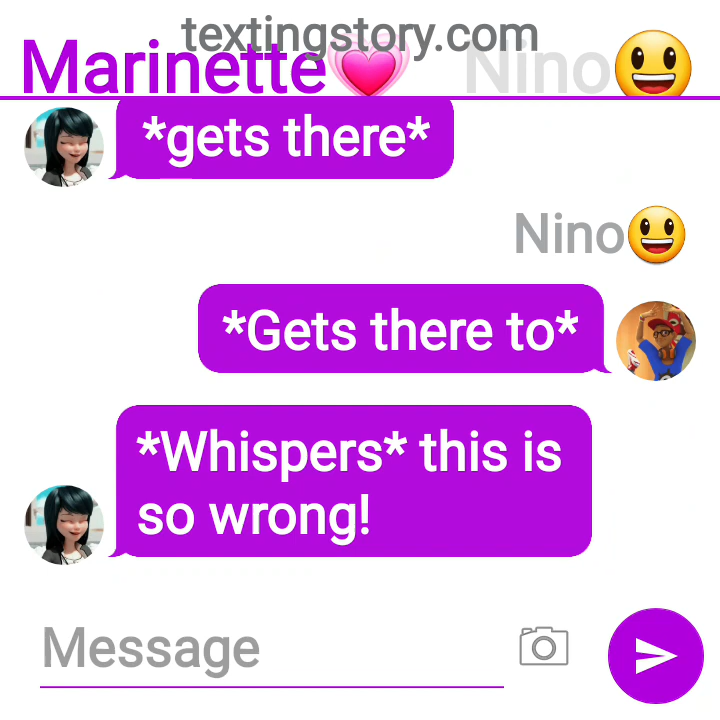 textingstory.com
Marinette💗 Nino😃
*gets there*
Nino😃
*Gets there to*
*Whispers* this is
so wrong!
Message